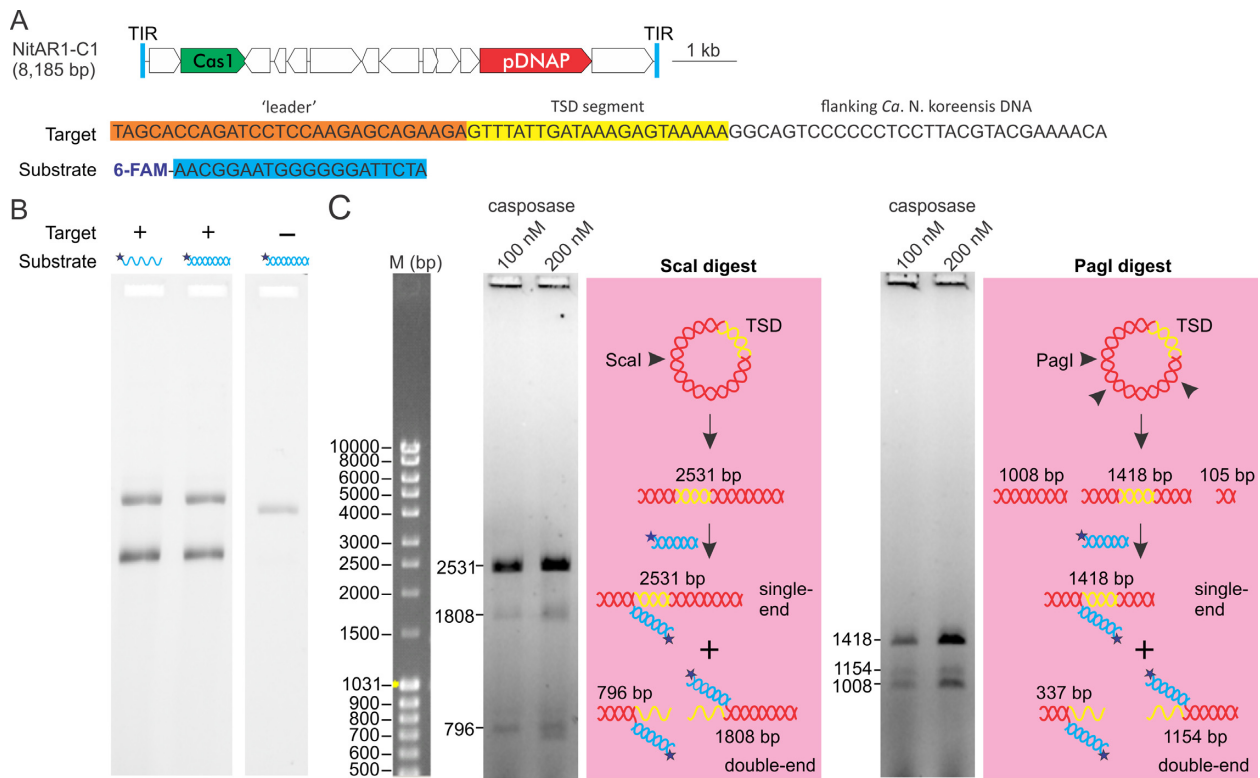 A
NitAR1-C1
(8,185 bp)
TIR
TIR
Cas1
pDNAP
1 kb
'leader'
TSD segment
flanking Ca. N. koreensis DNA
Target
TAGCACCAGATCCTCCAAGAGCAGAAGAGTTTATTGATAAAGAGTAAAAAGGCAGTCCCCCCTCCTTACGTACGAAAACA
Substrate
6-FAM-AACGGAATGGGGGGATTCTA
B
Target + + −
Substrate
C
M (bp)
10000
8000
6000
5000
4000
3000
2500
2000
1500
1031
900
800
700
600
500
casposase
100 nM
200 nM
2531
1808
796
ScaI digest
TSD
ScaI
2531 bp
2531 bp
single-
end
+
796 bp
1808 bp
double-end
casposase
100 nM
200 nM
1418
1154
1008
PagI digest
TSD
PagI
1008 bp
1418 bp
105 bp
1418 bp
single-
end
+
337 bp
1154 bp
double-end